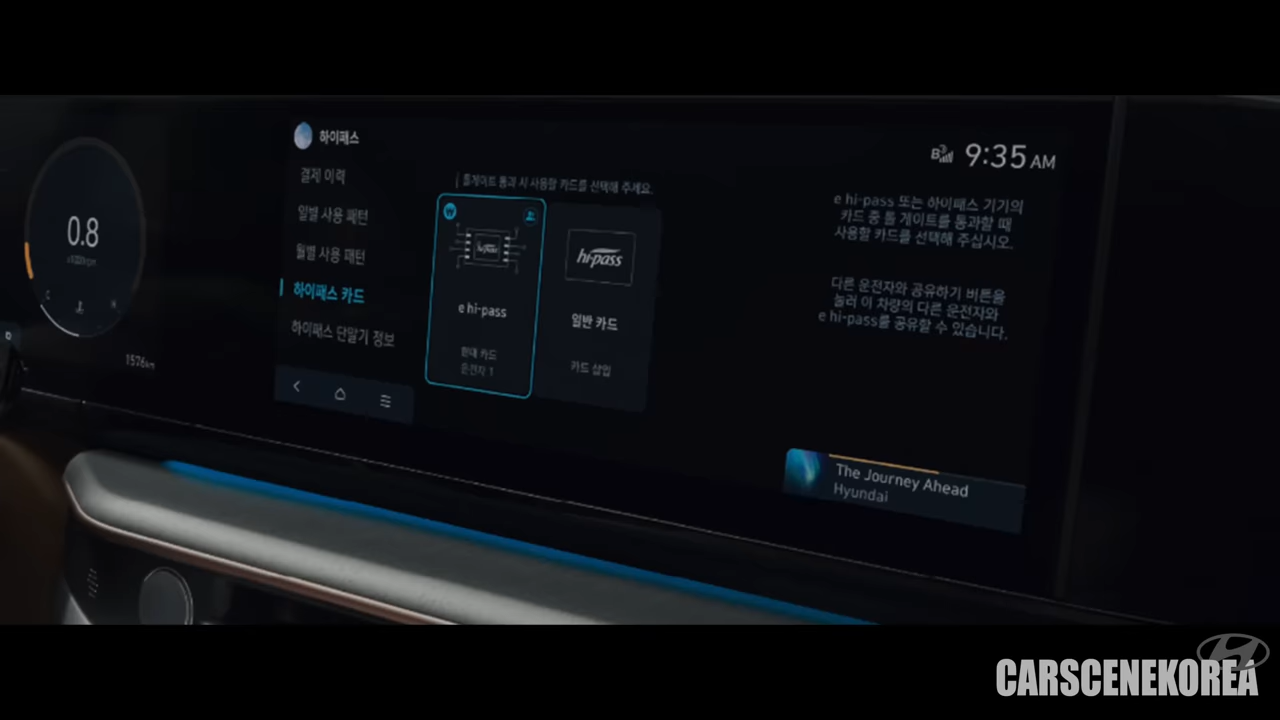 하이패스
결제 이력
일별 사용 패턴
월별 사용 패턴
하이패스 카드
하이패스 단말기 정보
톨게이트 통과 시 사용할 카드를 선택해 주세요.
W
hi-pass
e hi-pass
현대 카드
운전자 1
hi-pass
일반 카드
카드 삽입
9:35 AM
e hi-pass 또는 하이패스 기기의
카드 중 톨 게이트를 통과할 때
사용할 카드를 선택해 주십시오.
다른 운전자와 공유하기 버튼을
눌러 이 차량의 다른 운전자와
e hi-pass를 공유할 수 있습니다.
The Journey Ahead
Hyundai
0.8
1576km
CARSCENEKOREA